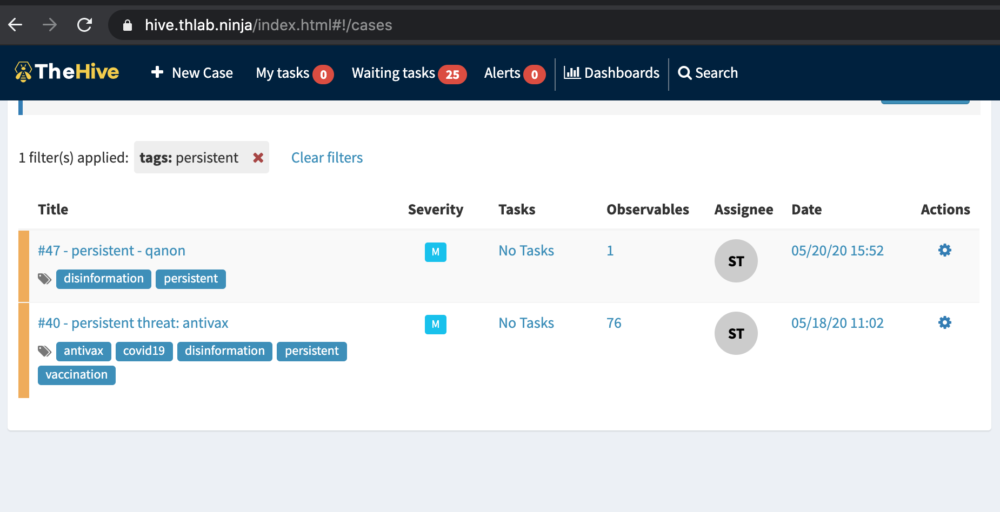 hive.thlab.ninja/index.html#!/cases
TheHive New Case My tasks 0 Waiting tasks 25 Alerts 0 Dashboards Search
1 filter(s) applied: tags: persistent Clear filters
Title Severity Tasks Observables Assignee Date Actions
#47 - persistent - qanon M No Tasks 1 ST 05/20/20 15:52
disinformation persistent
#40 - persistent threat: antivax M No Tasks 76 ST 05/18/20 11:02
antivax covid19 disinformation persistent
vaccination